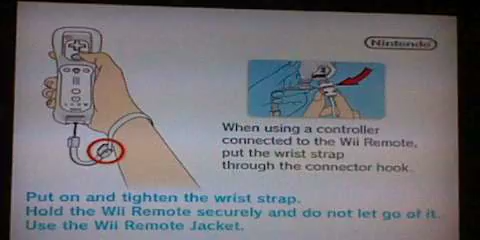 Nintendo
When using a controller
connected to the Wii Remote,
put the wrist strap
through the connector hook.
Put on and tighten the wrist strap.
Hold the Wii Remote securely and do not let go of it.
Use the Wii Remote Jacket.